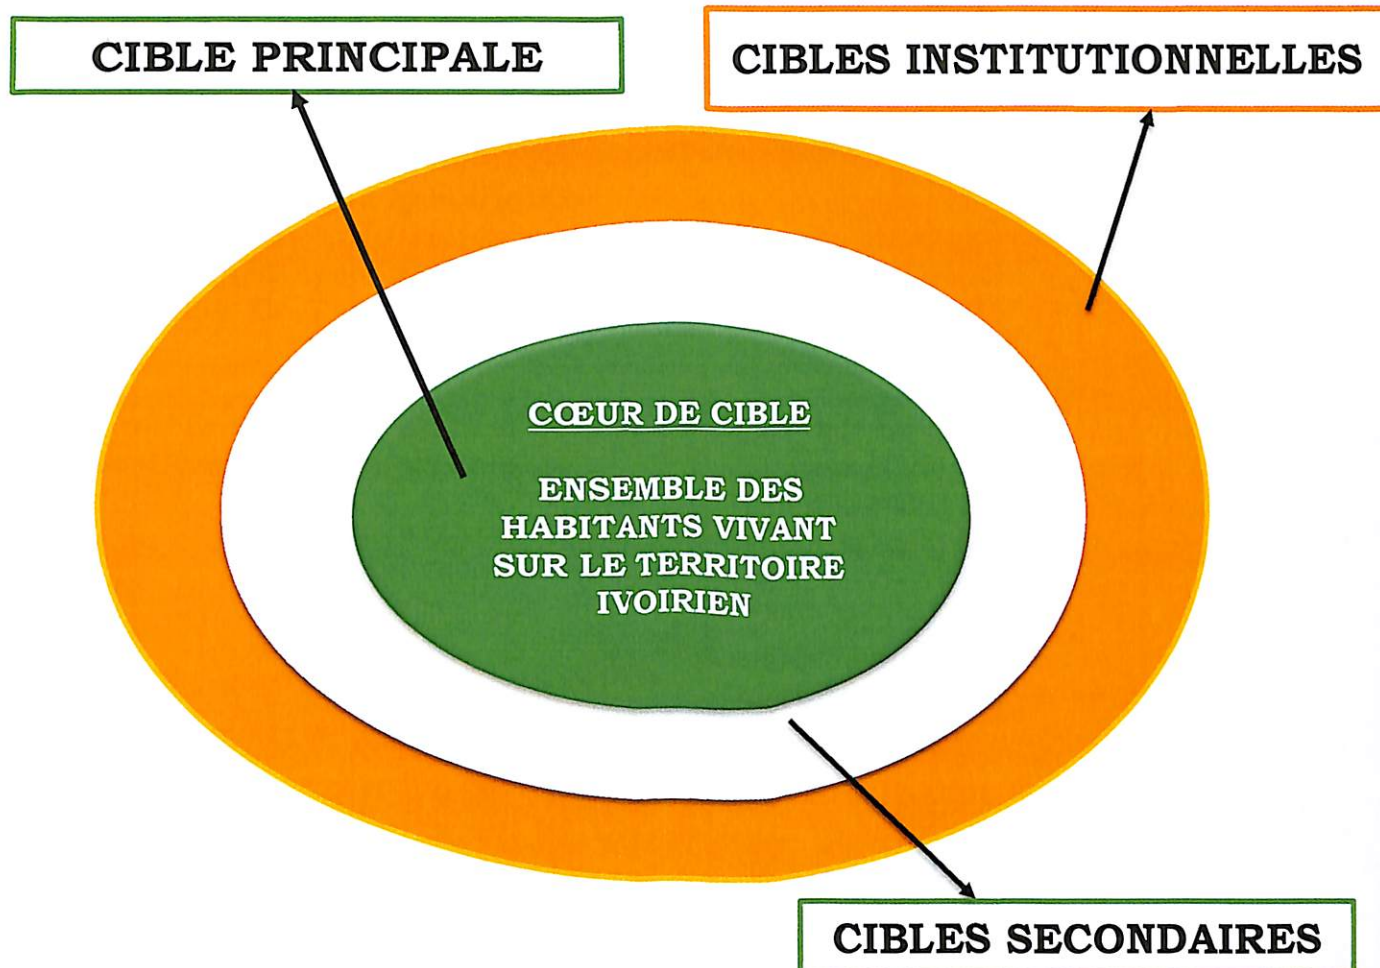 CIBLE PRINCIPALE
CIBLES INSTITUTIONNELLES
CŒUR DE CIBLE
ENSEMBLE DES
HABITANTS VIVANT
SUR LE TERRITOIRE
IVOIRIEN
CIBLES SECONDAIRES